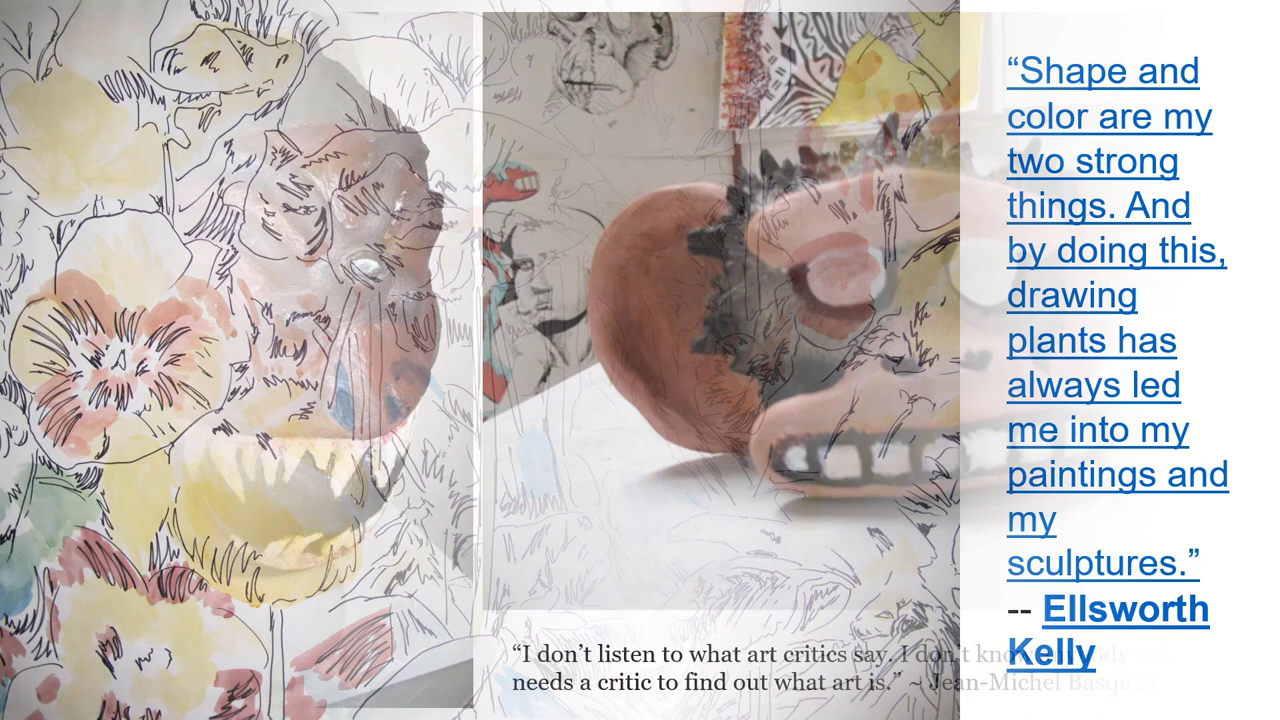 “Shape and
color are my
two strong
things. And
by doing this,
drawing
plants has
always led
me into my
paintings and
my
sculptures.”
-- Ellsworth
Kelly
“I don’t listen to what art critics say. I don’t know
needs a critic to find out what art is.” ~ Jean-Michel Basquiat